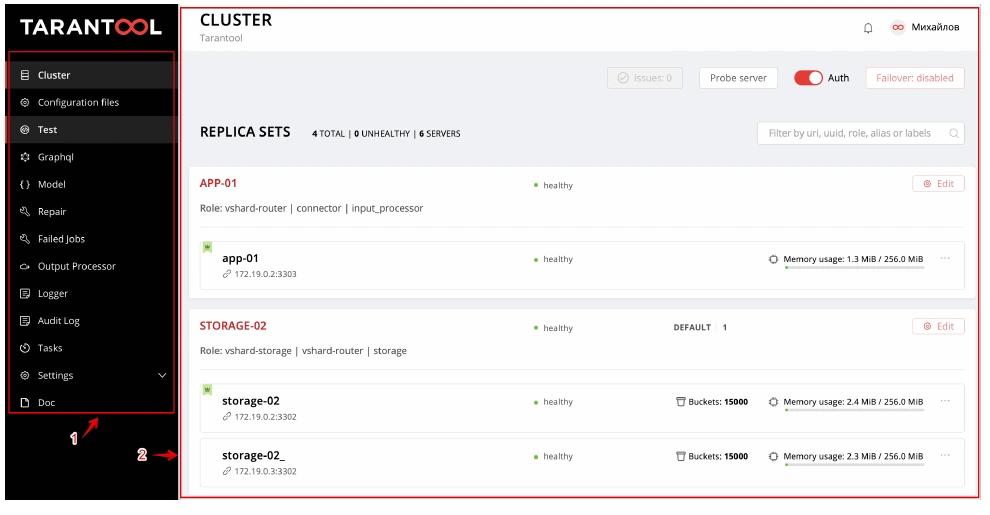 TARANTOOL
Cluster
Configuration files
Test
Graphql
Model
Repair
Failed Jobs
Output Processor
Logger
Audit Log
Tasks
Settings
Doc
1
2
CLUSTER
Tarantool
Михайлов
Issues: 0
Probe server
Auth
Failover: disabled
REPLICA SETS 4 TOTAL | 0 UNHEALTHY | 6 SERVERS
Filter by uri, uuid, role, alias or labels
APP-01 healthy Edit
Role: vshard-router | connector | input_processor
app-01 healthy Memory usage: 1.3 MiB / 256.0 MiB ...
172.19.0.2:3303
STORAGE-02 healthy DEFAULT | 1 Edit
Role: vshard-storage | vshard-router | storage
storage-02 healthy Buckets: 15000 Memory usage: 2.4 MiB / 256.0 MiB ...
172.19.0.2:3302
storage-02_ healthy Buckets: 15000 Memory usage: 2.3 MiB / 256.0 MiB ...
172.19.0.3:3302